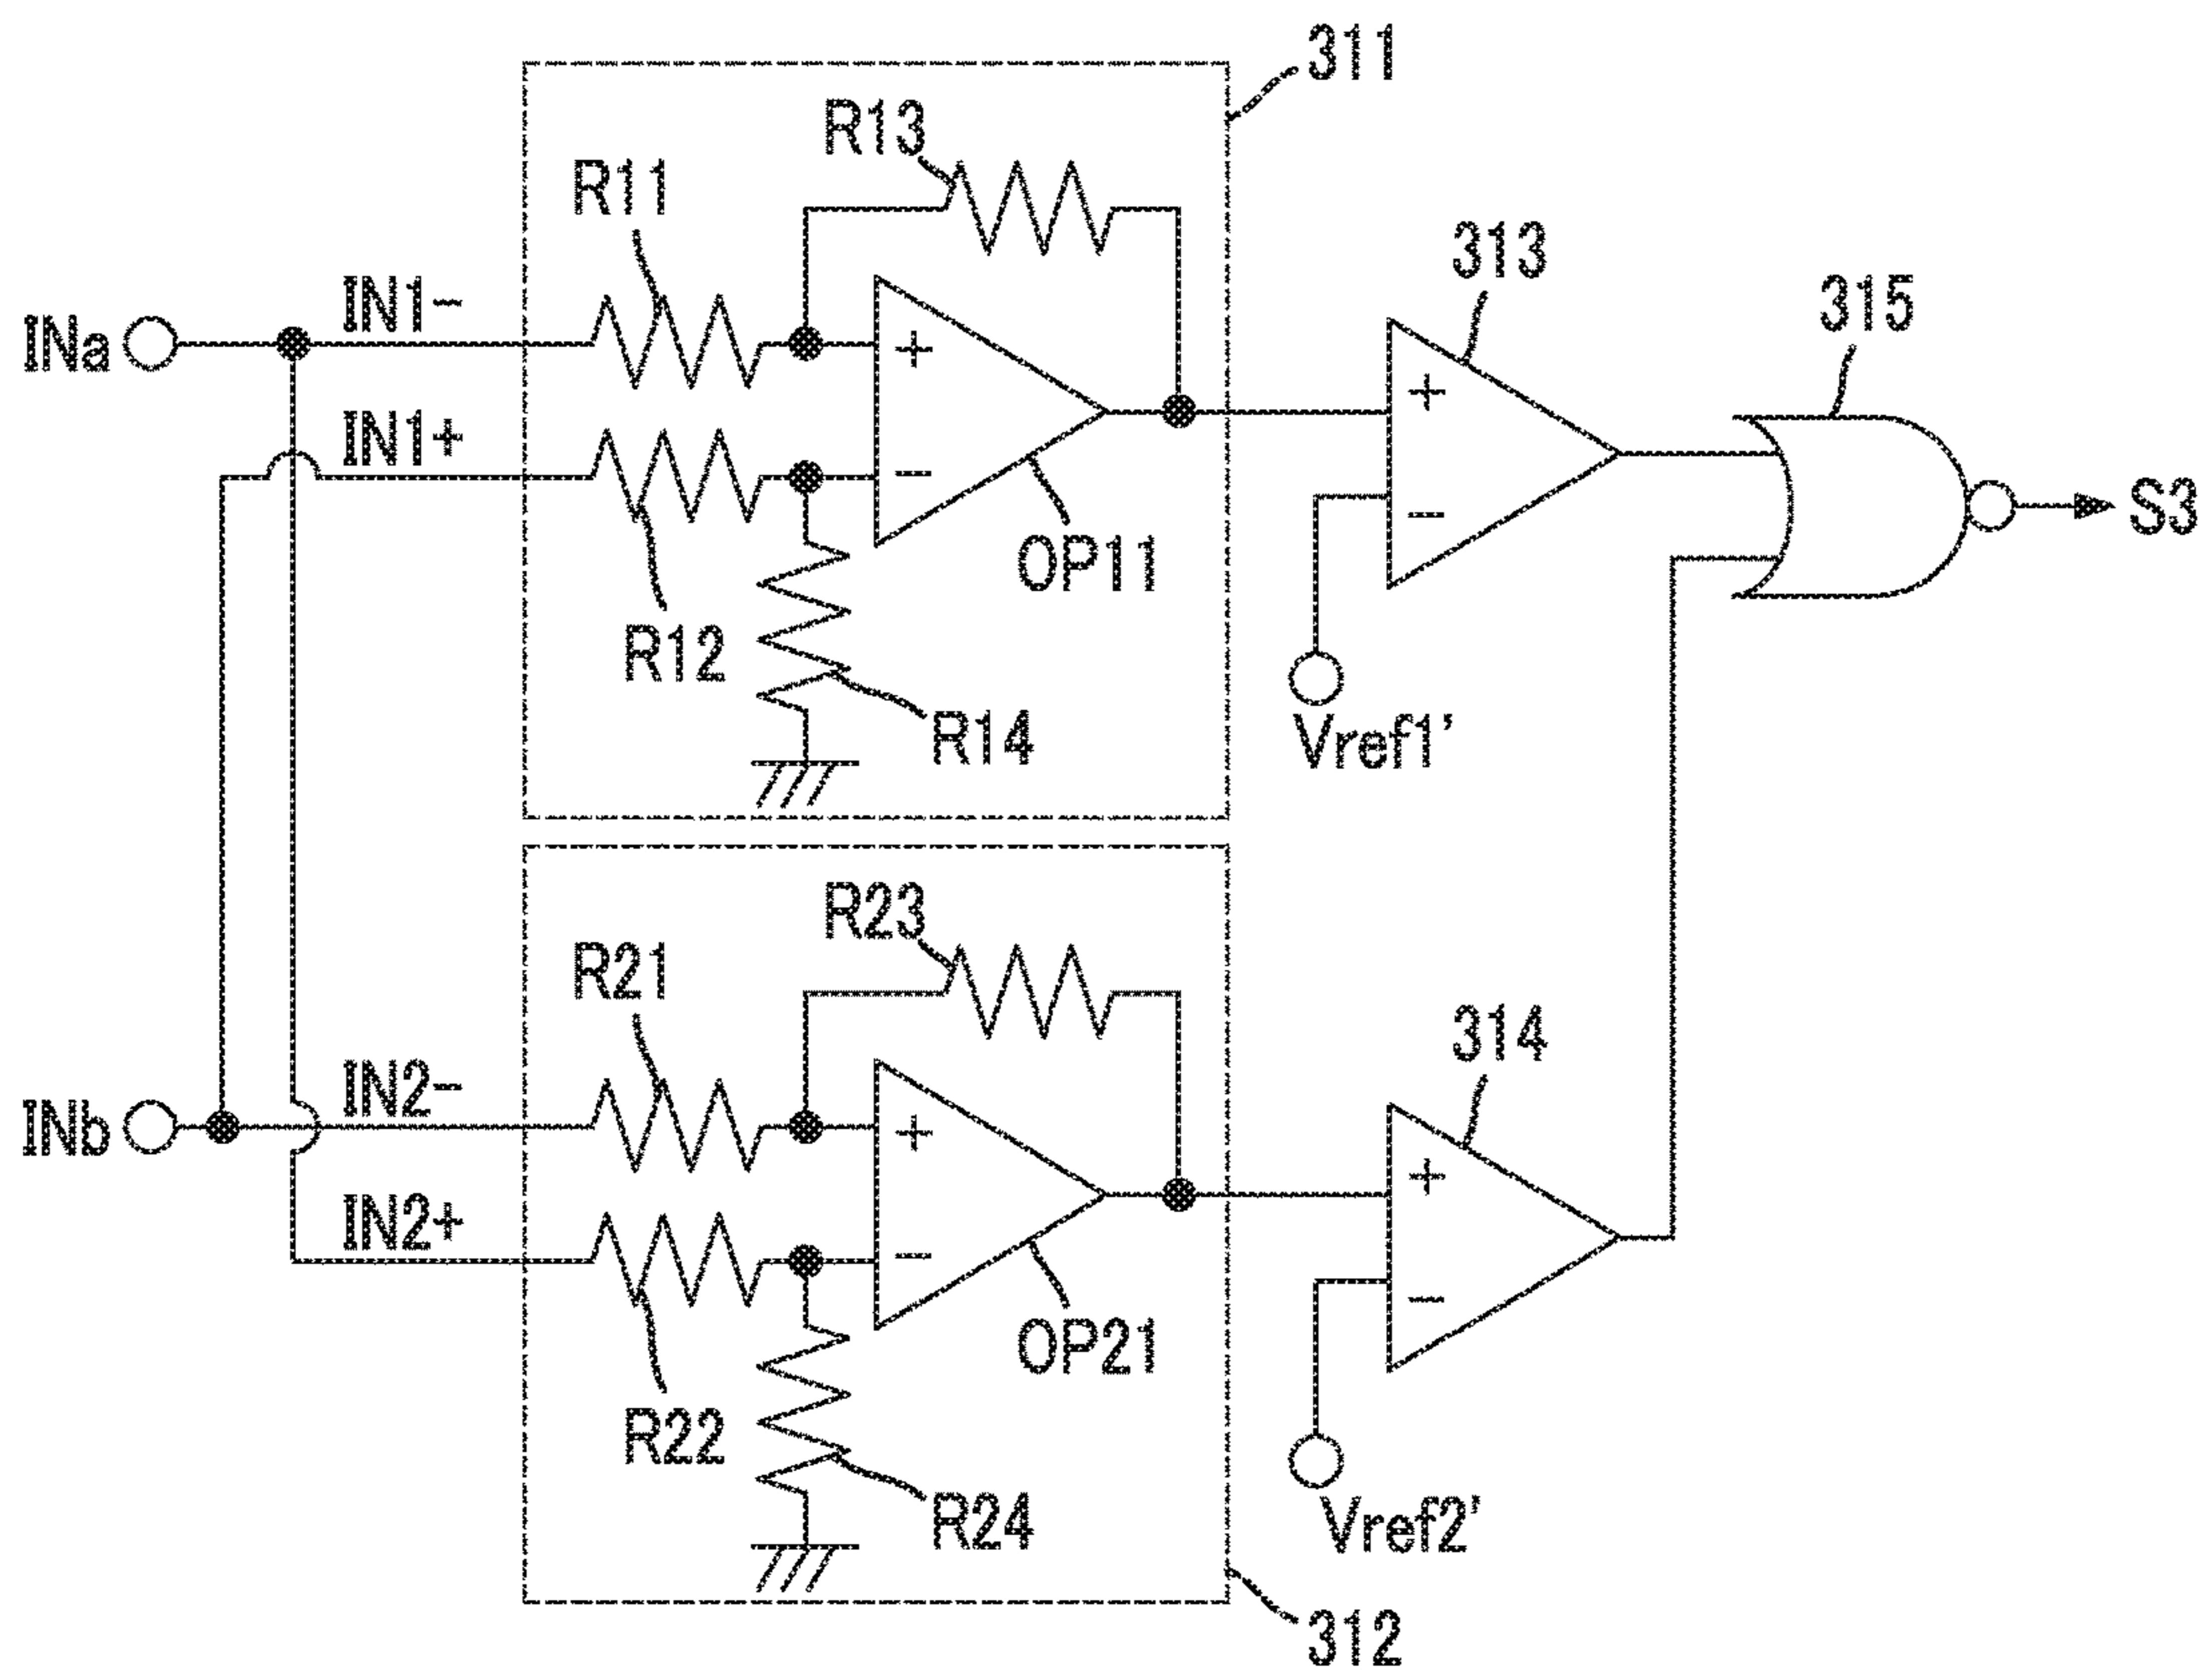 311
R13
R11
313
315
IN1-
INa
IN1+
+
+
-
-
S3
OP11
R12
R14
Vref1'
R23
R21
314
IN2-
INb
+
+
IN2+
-
-
OP21
R22
R24
Vref2'
312